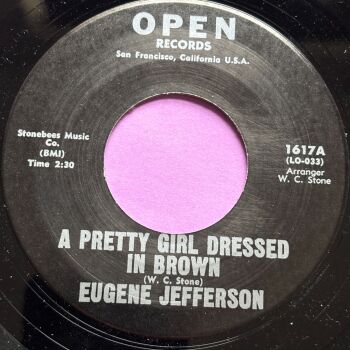 OPEN
RECORDS
San Francisco, California U.S.A.
Stonebees Music
Co.
(BMI)
Time 2:30
1617A
(LO-033)
Arranger
W. C. Stone
A PRETTY GIRL DRESSED
IN BROWN
(W. C. Stone)
EUGENE JEFFERSON